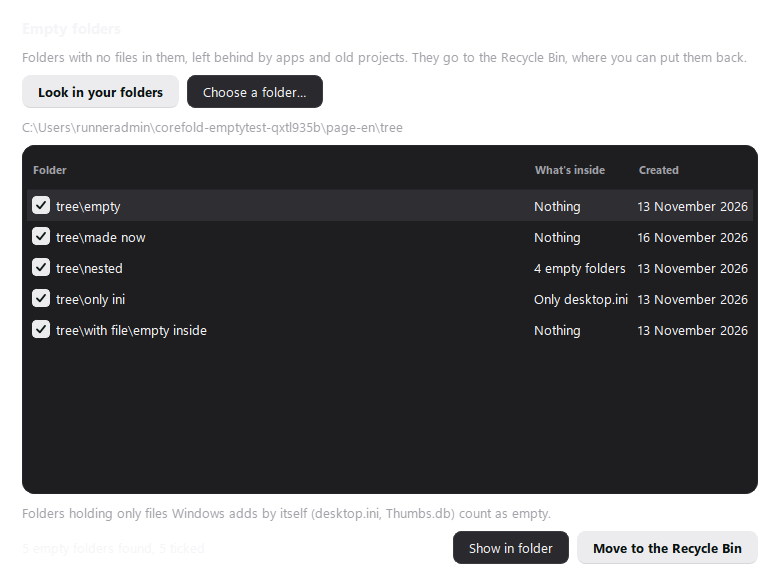 Empty folders
Folders with no files in them, left behind by apps and old projects. They go to the Recycle Bin, where you can put them back.
Look in your folders
Choose a folder...
C:\Users\runneradmin\corefold-emptytest-qxtl935b\page-en\tree
Folder What's inside Created
tree\empty Nothing 13 November 2026
tree\made now Nothing 16 November 2026
tree\nested 4 empty folders 13 November 2026
tree\only ini Only desktop.ini 13 November 2026
tree\with file\empty inside Nothing 13 November 2026
Folders holding only files Windows adds by itself (desktop.ini, Thumbs.db) count as empty.
5 empty folders found, 5 ticked
Show in folder
Move to the Recycle Bin